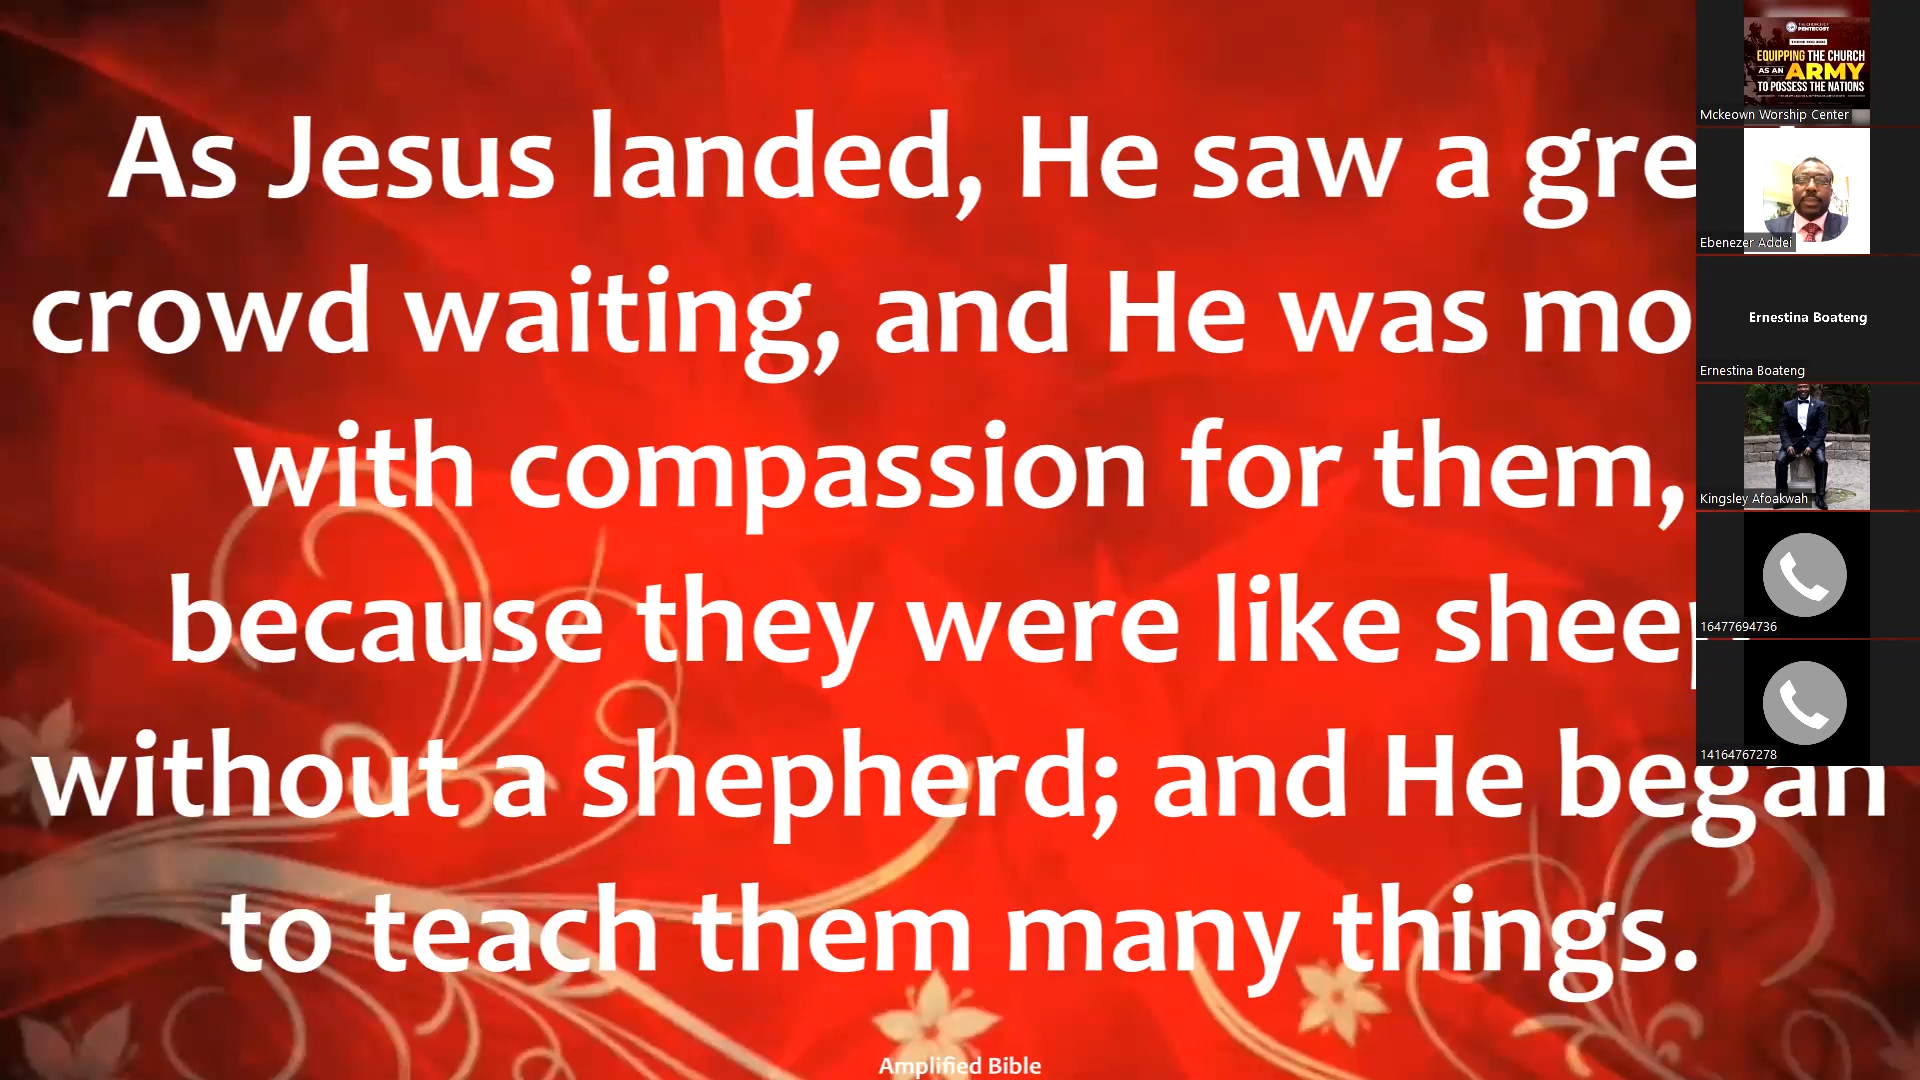 As Jesus landed, He saw a gre
crowd waiting, and He was mo
with compassion for them,
because they were like sheep
without a shepherd; and He began
to teach them many things.
Amplified Bible
PENTECOST
EQUIPPING THE CHURCH
AS AN ARMY
TO POSSESS THE NATIONS
Mckeown Worship Center
Ebenezer Addei
Ernestina Boateng
Ernestina Boateng
Kingsley Afoakwah
16477694736
14164767278